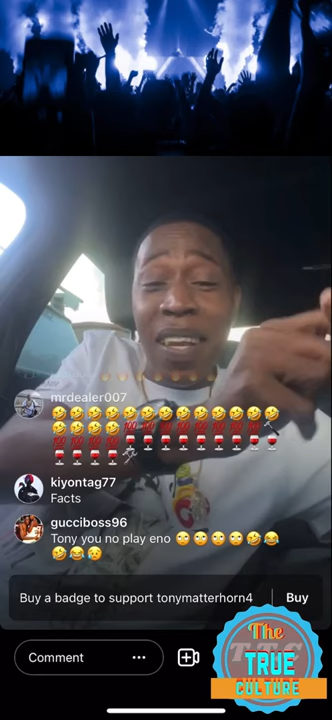 mrdealer007
🤣🤣🤣🤣🤣🤣🤣🤣🤣🤣🤣🤣🤣
🤣🤣🤣🤣💯💯💯💯💯💯💯💯🔨
💯💯💯💯🍷🍷🍷🍷🍷🍷🍷🍷
🍷🍷🍷🍷⚒
kiyontag77
Facts
gucciboss96
Tony you no play eno 🙄🙄🙄🙄🤣😂
🤣😂😢
Buy a badge to support tonymatterhorn4
Buy
Comment
The
T.T.C
TRUE
CULTURE